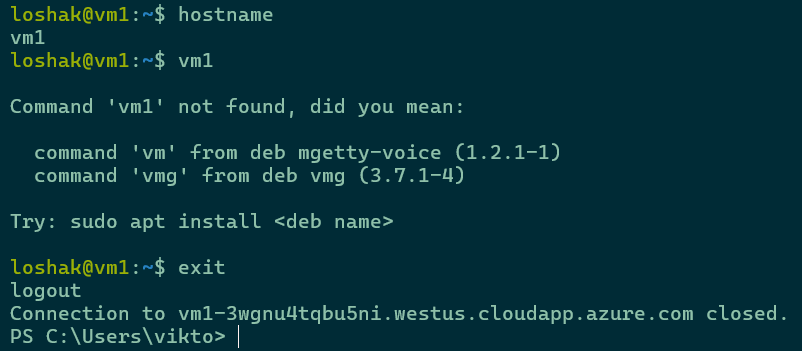 loshak@vm1:~$ hostname
vm1
loshak@vm1:~$ vm1
Command 'vm1' not found, did you mean:
command 'vm' from deb mgetty-voice (1.2.1-1)
command 'vmg' from deb vmg (3.7.1-4)
Try: sudo apt install <deb name>
loshak@vm1:~$ exit
logout
Connection to vm1-3wgnu4tqbu5ni.westus.cloudapp.azure.com closed.
PS C:\Users\vikto>